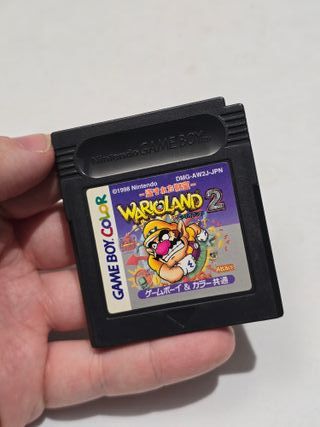 Nintendo GAME BOY™
©1998 Nintendo
DMG-AW2J-JPN
WARIOLAND 2
GAME BOY COLOR
ゲームボーイ & カラー 共通